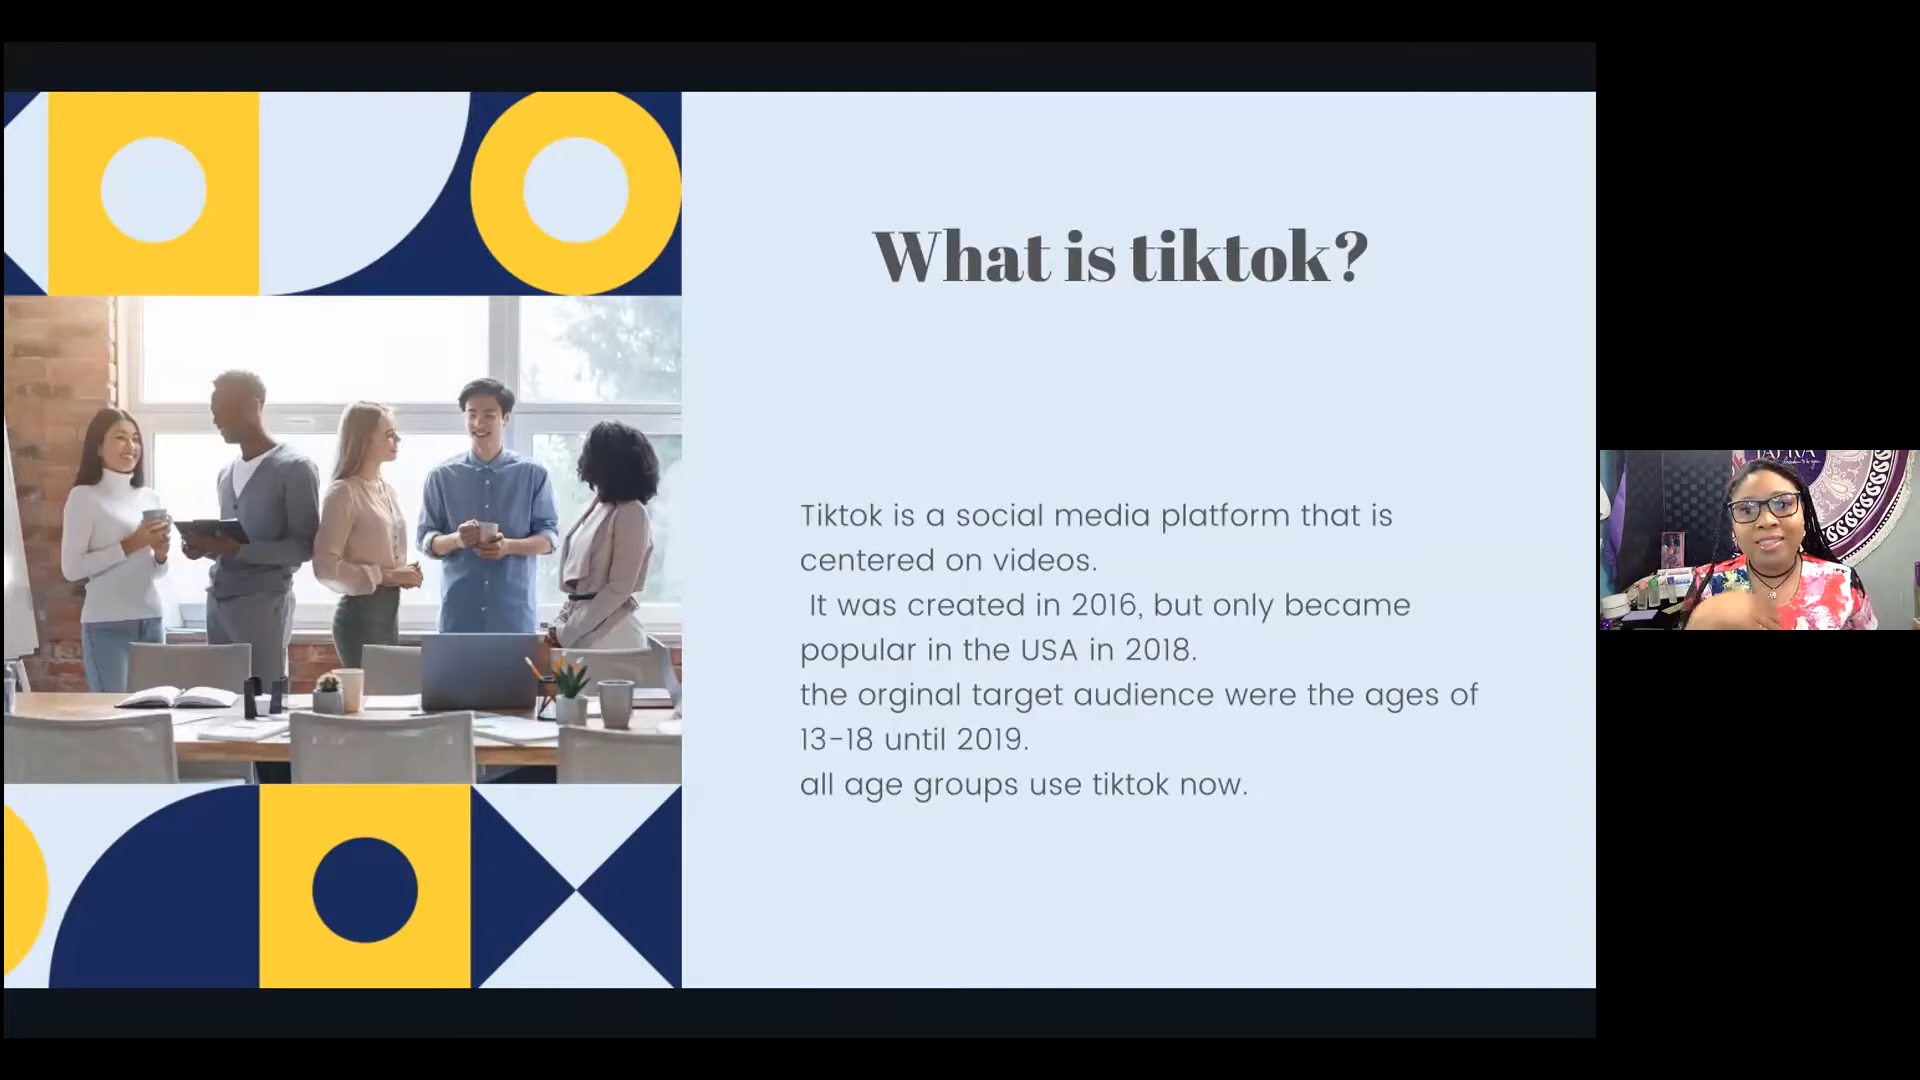 What is tiktok?
Tiktok is a social media platform that is
centered on videos.
It was created in 2016, but only became
popular in the USA in 2018.
the orginal target audience were the ages of
13-18 until 2019.
all age groups use tiktok now.